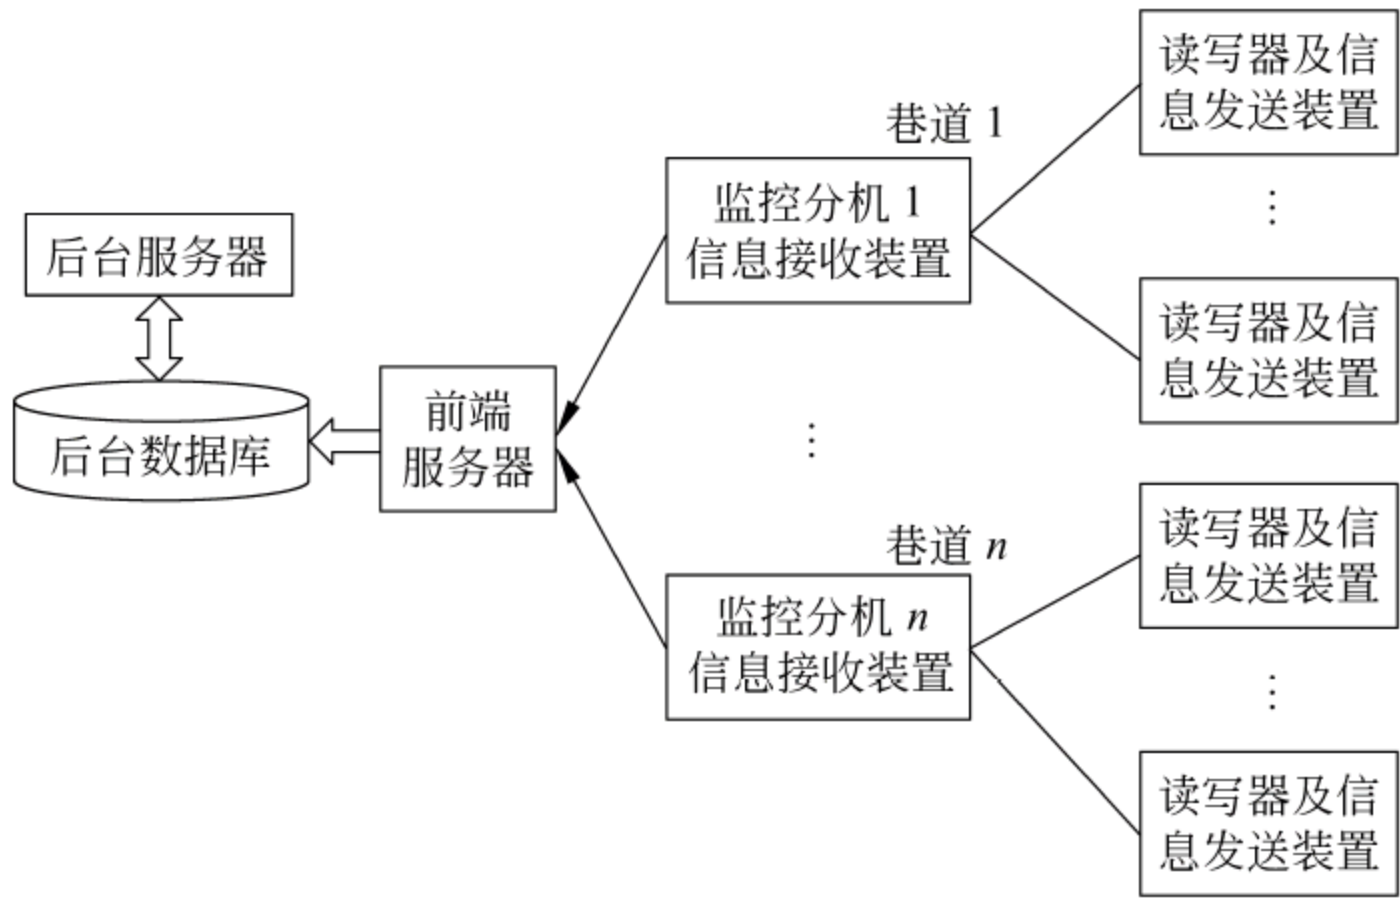 读写器及信
息发送装置
巷道 1
⋮
监控分机 1
信息接收装置
后台服务器
读写器及信
息发送装置
前端
服务器
后台数据库
⋮
读写器及信
息发送装置
巷道 n
监控分机 n
信息接收装置
⋮
读写器及信
息发送装置